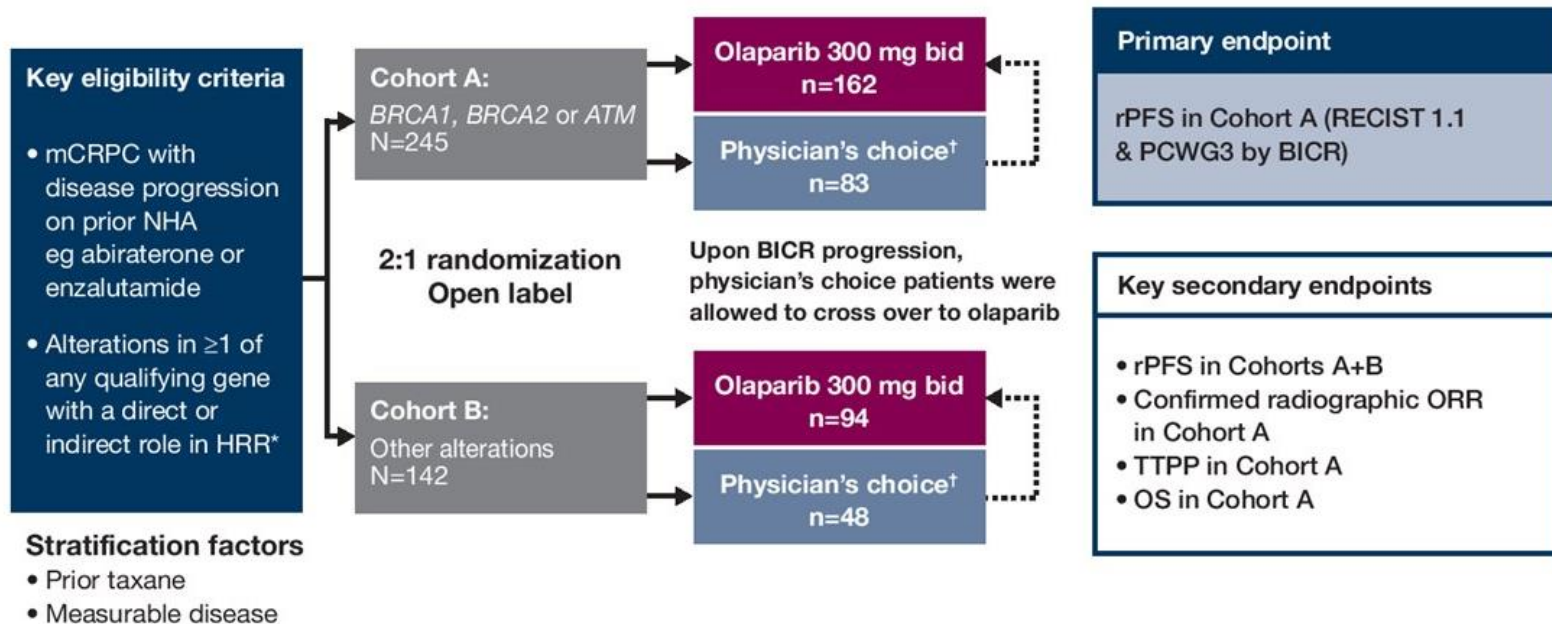 Key eligibility criteria
• mCRPC with
disease progression
on prior NHA
eg abiraterone or
enzalutamide
• Alterations in ≥1 of
any qualifying gene
with a direct or
indirect role in HRR*
Stratification factors
• Prior taxane
• Measurable disease
Cohort A:
BRCA1, BRCA2 or ATM
N=245
2:1 randomization
Open label
Cohort B:
Other alterations
N=142
Olaparib 300 mg bid
n=162
Physician's choice†
n=83
Upon BICR progression,
physician's choice patients were
allowed to cross over to olaparib
Olaparib 300 mg bid
n=94
Physician's choice†
n=48
Primary endpoint
rPFS in Cohort A (RECIST 1.1
& PCWG3 by BICR)
Key secondary endpoints
• rPFS in Cohorts A+B
• Confirmed radiographic ORR
in Cohort A
• TTPP in Cohort A
• OS in Cohort A